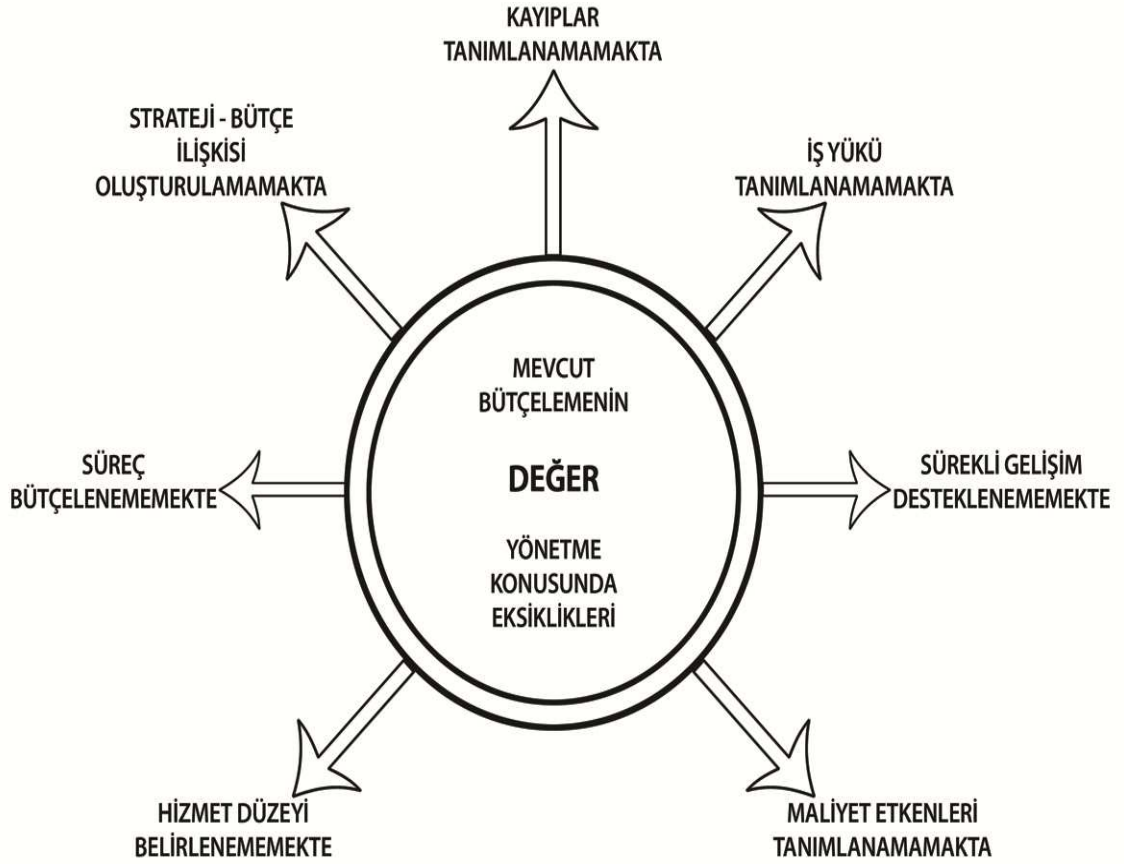 KAYIPLAR
TANIMLANAMAMAKTA
STRATEJİ - BÜTÇE
İLİŞKİSİ
OLUŞTURULAMAMAKTA
İŞ YÜKÜ
TANIMLANAMAMAKTA
MEVCUT
BÜTÇELEMENİN
DEĞER
YÖNETME
KONUSUNDA
EKSİKLİKLERİ
SÜREÇ
BÜTÇELENEMEMEKTE
SÜREKLİ GELİŞİM
DESTEKLENEMEMEKTE
HİZMET DÜZEYİ
BELİRLENEMEMEKTE
MALİYET ETKENLERİ
TANIMLANAMAMAKTA